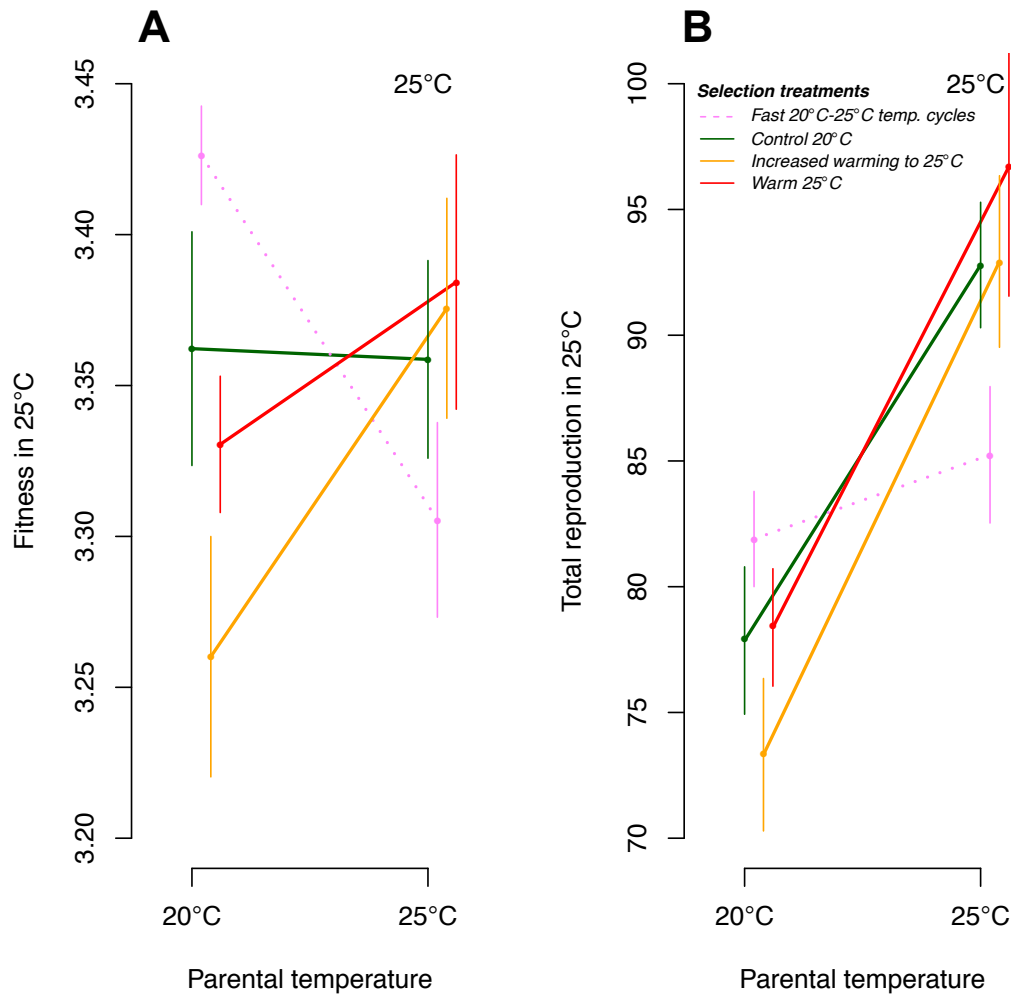 A
25°C
3.45
3.40
3.35
3.30
3.25
3.20
Fitness in 25°C
20°C
25°C
Parental temperature
B
25°C
Selection treatments
Fast 20°C-25°C temp. cycles
Control 20°C
Increased warming to 25°C
Warm 25°C
100
95
90
85
80
75
70
Total reproduction in 25°C
20°C
25°C
Parental temperature